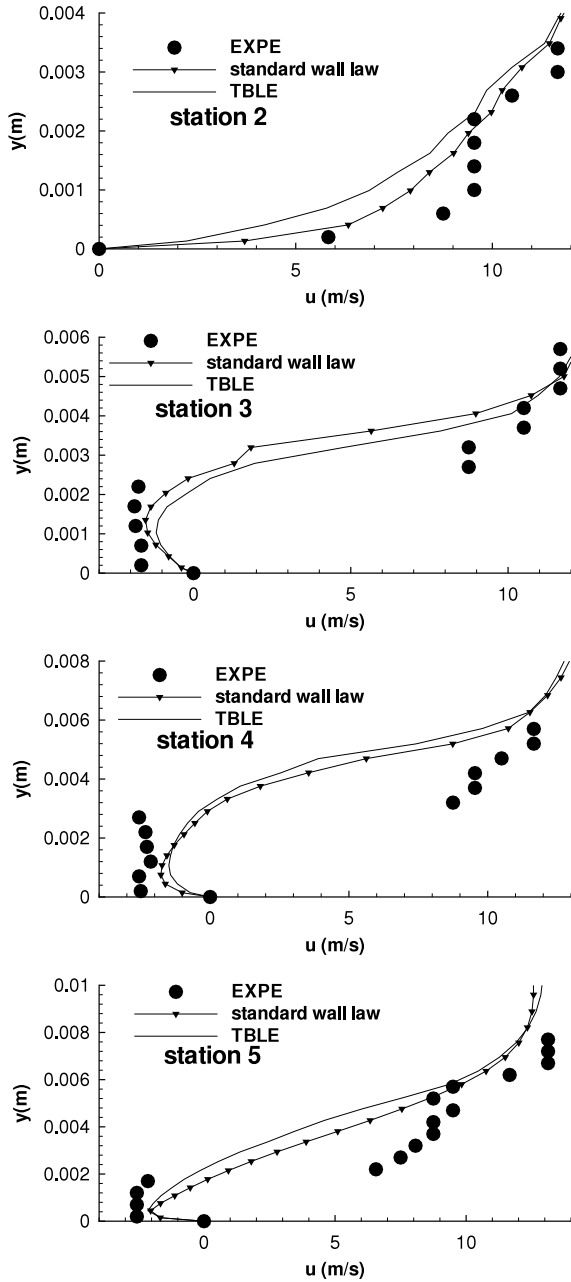 0.004
EXPE
standard wall law
0.003
TBLE
station 2
y(m)
0.002
0.001
0
0 5 10
u (m/s)
0.006
EXPE
standard wall law
0.005
TBLE
station 3
0.004
y(m)
0.003
0.002
0.001
0
0 5 10
u (m/s)
0.008
EXPE
standard wall law
TBLE
0.006
station 4
y(m)
0.004
0.002
0
0 5 10
u (m/s)
0.01
EXPE
standard wall law
TBLE
0.008
station 5
0.006
y(m)
0.004
0.002
0
0 5 10
u (m/s)